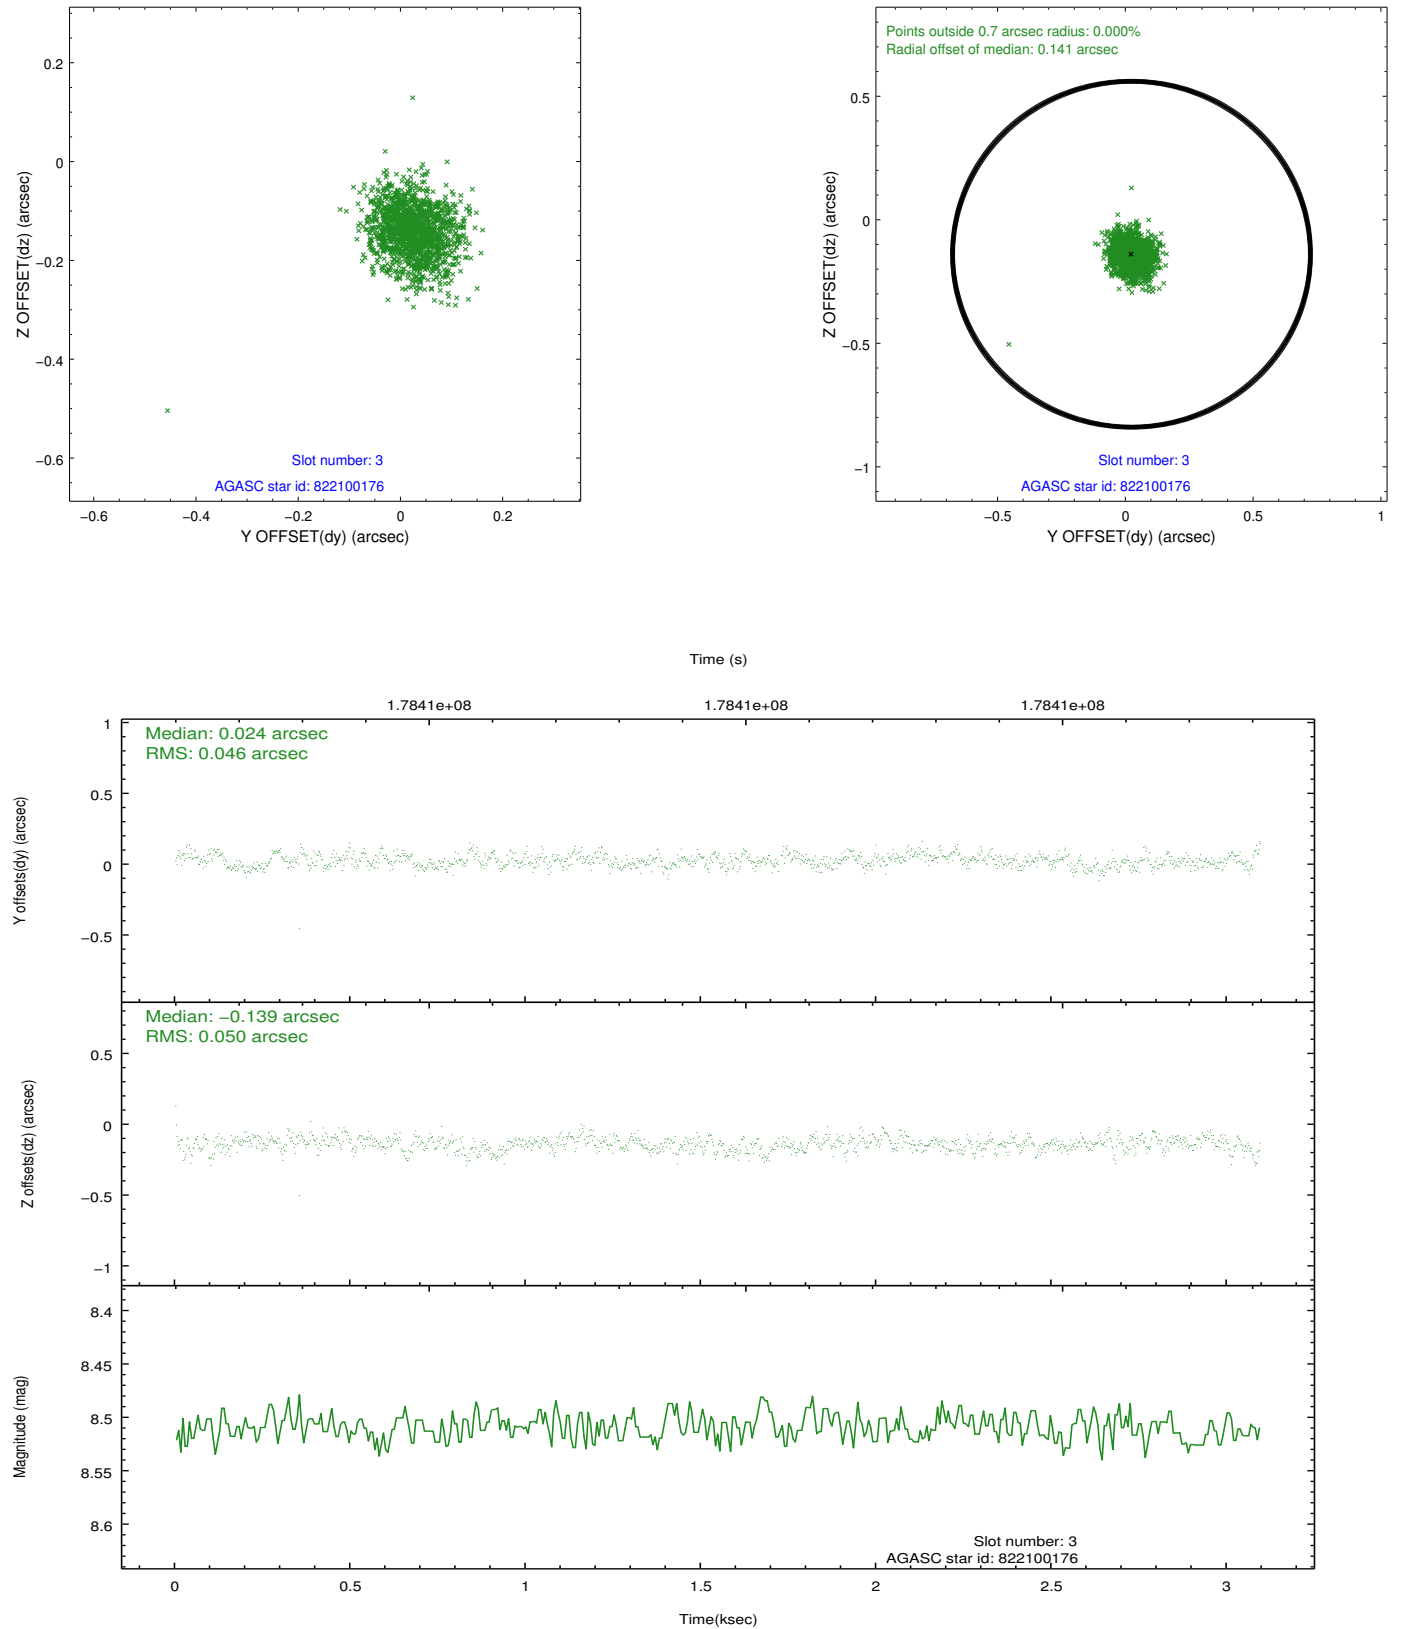 0.2
0
−0.2
−0.4
−0.6
Z OFFSET(dz) (arcsec)
Slot number: 3
AGASC star id: 822100176
−0.6 −0.4 −0.2 0 0.2
Y OFFSET(dy) (arcsec)
Points outside 0.7 arcsec radius: 0.000%
Radial offset of median: 0.141 arcsec
0.5
0
−0.5
−1
Z OFFSET(dz) (arcsec)
Slot number: 3
AGASC star id: 822100176
−0.5 0 0.5 1
Y OFFSET(dy) (arcsec)
Time (s)
1.7841e+08 1.7841e+08 1.7841e+08
Median: 0.024 arcsec
RMS: 0.046 arcsec
1
0.5
0
−0.5
Y offsets(dy) (arcsec)
Median: −0.139 arcsec
RMS: 0.050 arcsec
0.5
0
−0.5
−1
Z offsets(dz) (arcsec)
8.4
8.45
8.5
8.55
8.6
Magnitude (mag)
Slot number: 3
AGASC star id: 822100176
0 0.5 1 1.5 2 2.5 3
Time(ksec)